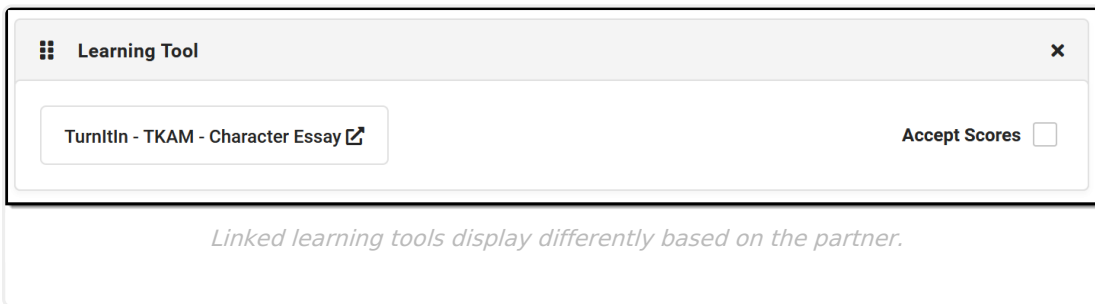 Learning Tool
TurnItIn - TKAM - Character Essay
Accept Scores
Linked learning tools display differently based on the partner.